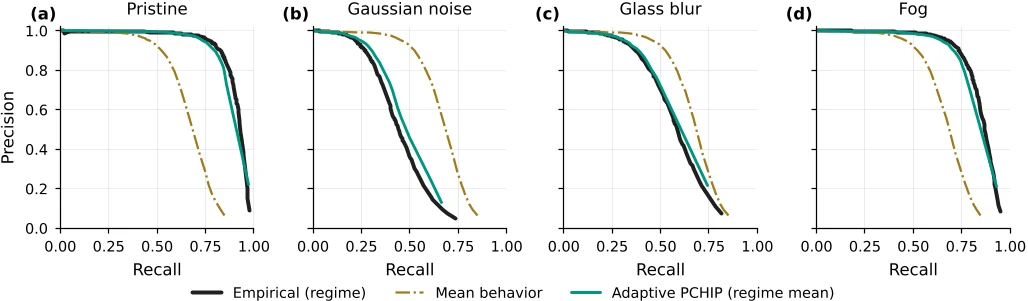 (a) Pristine (b) Gaussian noise (c) Glass blur (d) Fog
1.0
0.8
0.6
0.4
0.2
0.0
Precision
0.00 0.25 0.50 0.75 1.00 0.00 0.25 0.50 0.75 1.00 0.00 0.25 0.50 0.75 1.00 0.00 0.25 0.50 0.75 1.00
Recall Recall Recall Recall
Empirical (regime) Mean behavior Adaptive PCHIP (regime mean)